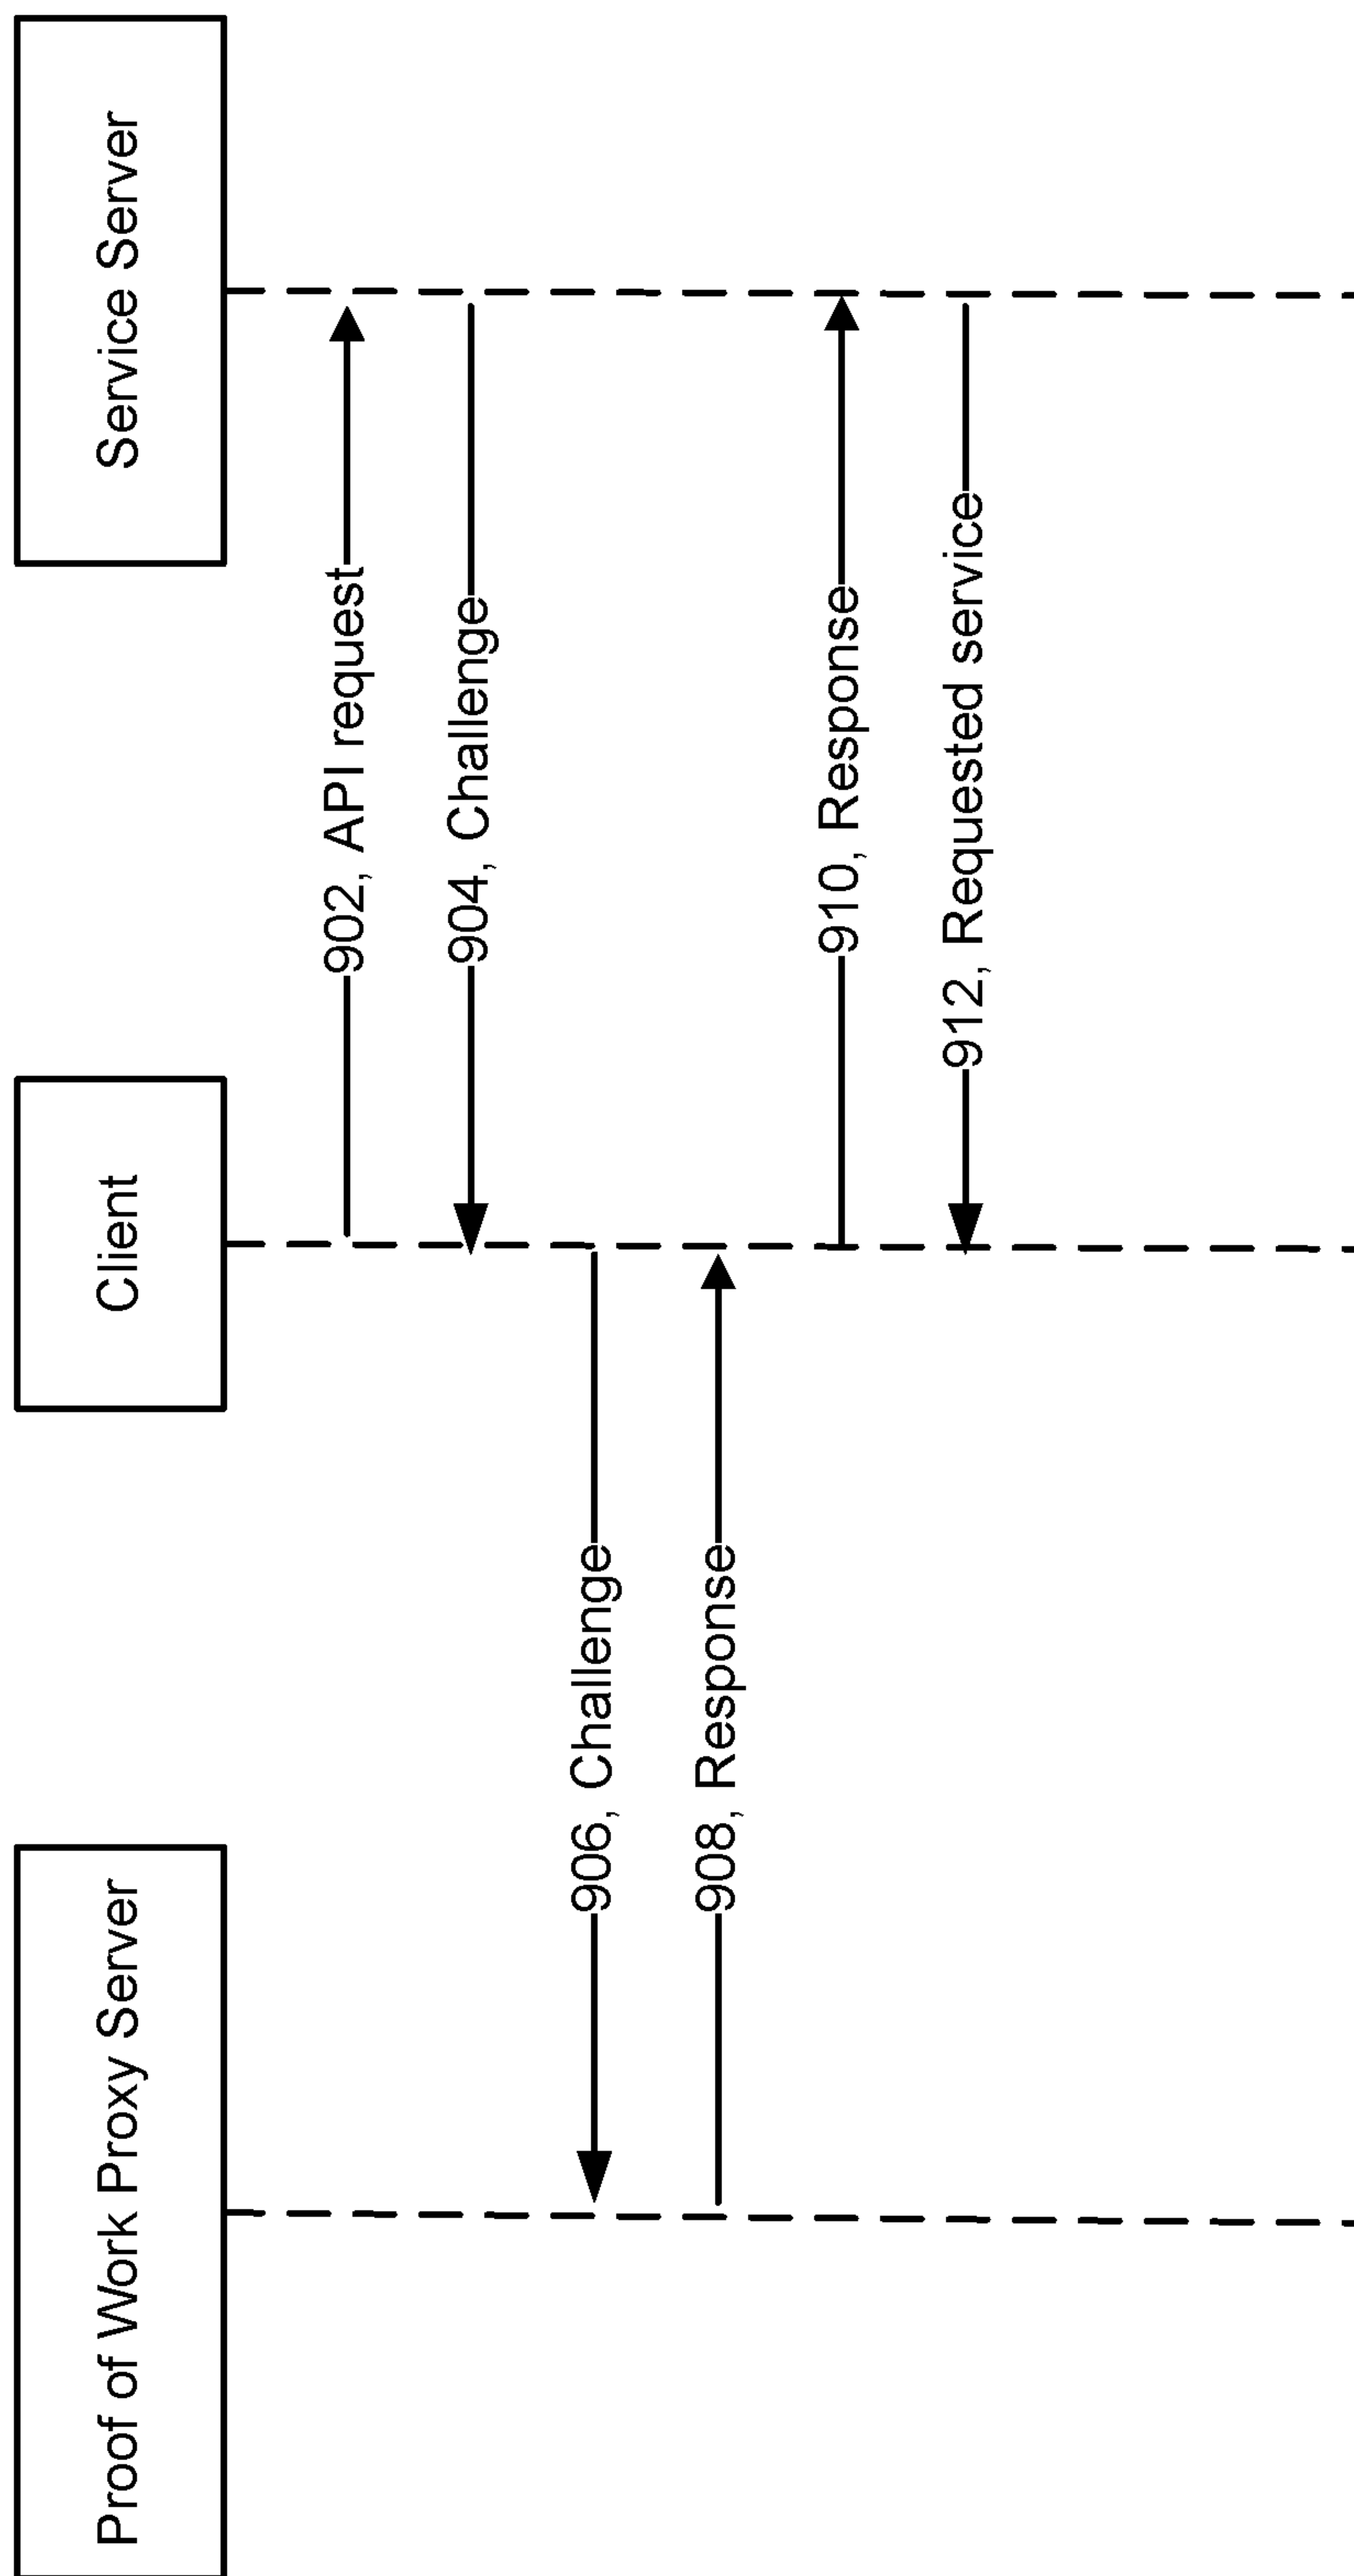 Proof of Work Proxy Server
Client
Service Server
902, API request
904, Challenge
906, Challenge
908, Response
910, Response
912, Requested service